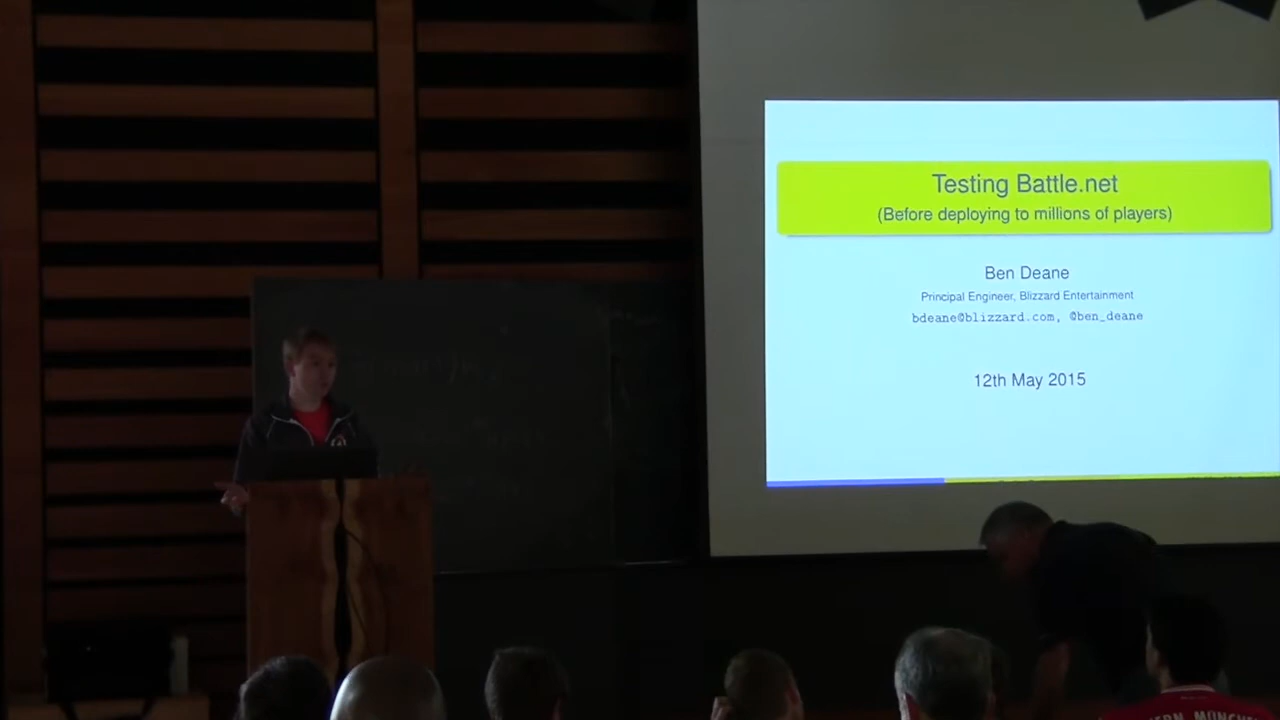 Testing Battle.net
(Before deploying to millions of players)
Ben Deane
Principal Engineer, Blizzard Entertainment
bdeane@blizzard.com, @ben_deane
12th May 2015